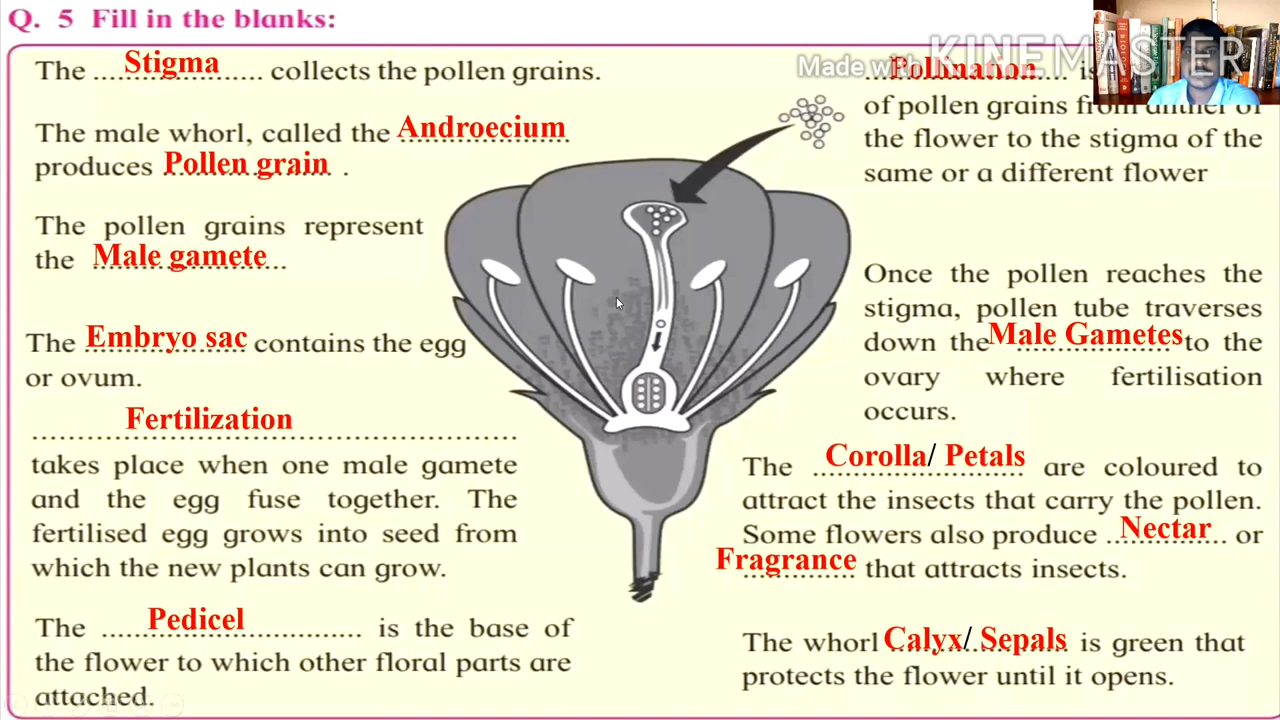 Q. 5 Fill in the blanks:
The ...Stigma... collects the pollen grains.
The male whorl, called the Androecium
produces Pollen grain .
The pollen grains represent
the Male gamete
The Embryo sac contains the egg
or ovum.
Fertilization
takes place when one male gamete
and the egg fuse together. The
fertilised egg grows into seed from
which the new plants can grow.
The Pedicel is the base of
the flower to which other floral parts are
attached.
Made with KINEMASTER
Pollination is
of pollen grains from anther of
the flower to the stigma of the
same or a different flower
Once the pollen reaches the
stigma, pollen tube traverses
down the Male Gametes to the
ovary where fertilisation
occurs.
The Corolla/ Petals are coloured to
attract the insects that carry the pollen.
Some flowers also produce Nectar or
Fragrance that attracts insects.
The whorl Calyx/ Sepals is green that
protects the flower until it opens.